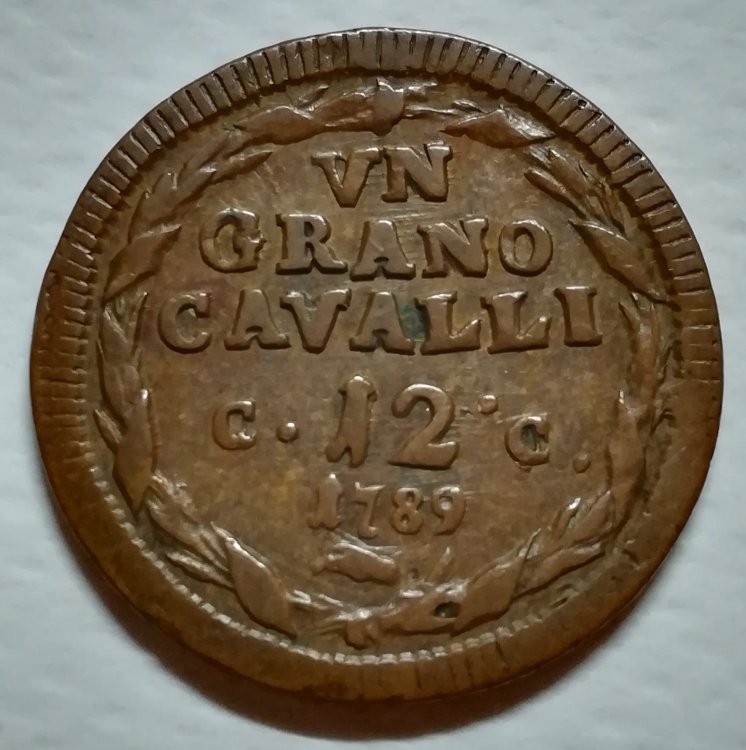 VN
GRANO
CAVALLI
C · 12 · C .
1789